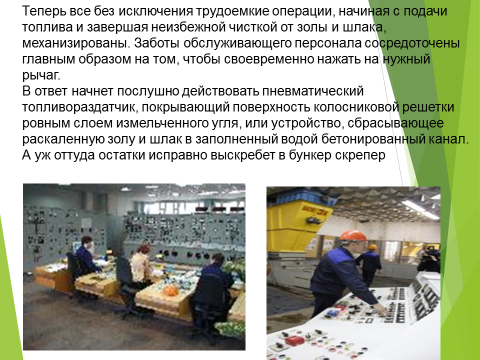 Теперь все без исключения трудоемкие операции, начиная с подачи
топлива и завершая неизбежной чисткой от золы и шлака,
механизированы. Заботы обслуживающего персонала сосредоточены
главным образом на том, чтобы своевременно нажать на нужный
рычаг.
В ответ начнет послушно действовать пневматический
топливораздатчик, покрывающий поверхность колосниковой решетки
ровным слоем измельченного угля, или устройство, сбрасывающее
раскаленную золу и шлак в заполненный водой бетонированный канал.
А уж оттуда остатки исправно выскребет в бункер скрепер